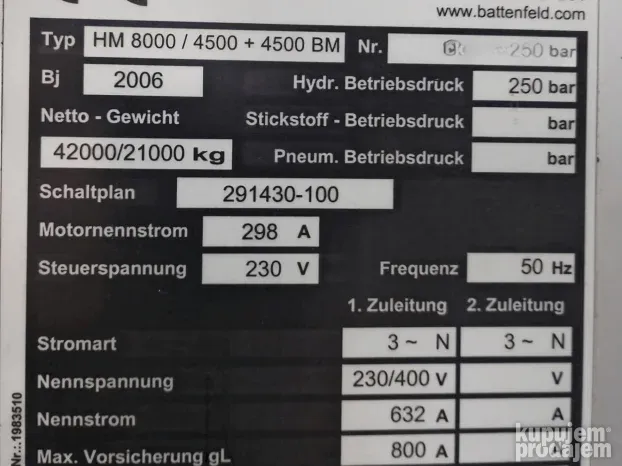 www.battenfeld.com
Typ HM 8000 / 4500 + 4500 BM Nr. 250 bar
Bj 2006 Hydr. Betriebsdruck 250 bar
Netto - Gewicht Stickstoff - Betriebsdruck bar
42000/21000 kg Pneum. Betriebsdruck bar
Schaltplan 291430-100
Motornennstrom 298 A
Steuerspannung 230 V Frequenz 50 Hz
1. Zuleitung 2. Zuleitung
Stromart 3 ~ N 3 ~ N
Nennspannung 230/400 V V
Nennstrom 632 A A
Max. Vorsicherung gL 800 A A
Nr.: 1983510
kupujem prodajem